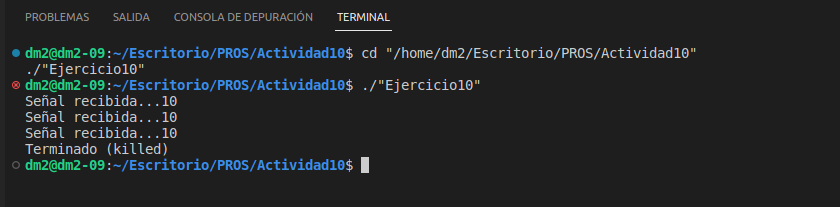 PROBLEMAS SALIDA CONSOLA DE DEPURACIÓN TERMINAL
dm2@dm2-09:~/Escritorio/PROS/Actividad10$ cd "/home/dm2/Escritorio/PROS/Actividad10"
./"Ejercicio10"
dm2@dm2-09:~/Escritorio/PROS/Actividad10$ ./"Ejercicio10"
Señal recibida...10
Señal recibida...10
Señal recibida...10
Terminado (killed)
dm2@dm2-09:~/Escritorio/PROS/Actividad10$